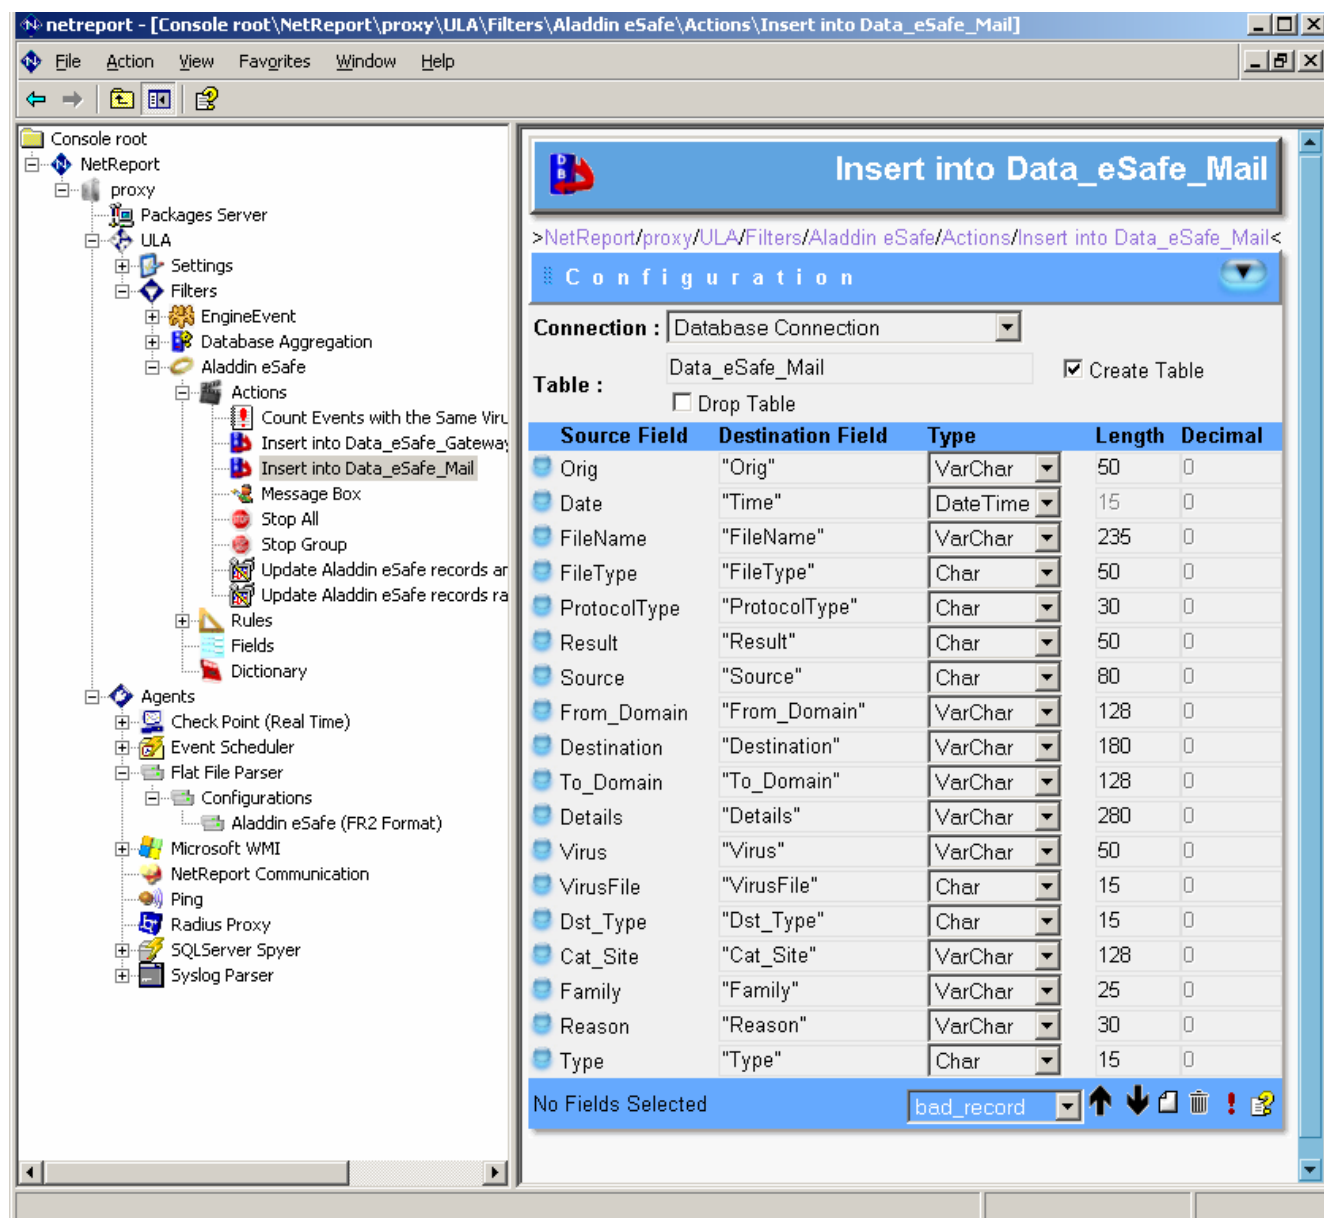 netreport - [Console root\NetReport\proxy\ULA\Filters\Aladdin eSafe\Actions\Insert into Data_eSafe_Mail]
File Action View Favorites Window Help
Console root
NetReport
proxy
Packages Server
ULA
Settings
Filters
EngineEvent
Database Aggregation
Aladdin eSafe
Actions
Count Events with the Same Viru
Insert into Data_eSafe_Gateway
Insert into Data_eSafe_Mail
Message Box
Stop All
Stop Group
Update Aladdin eSafe records ar
Update Aladdin eSafe records ra
Rules
Fields
Dictionary
Agents
Check Point (Real Time)
Event Scheduler
Flat File Parser
Configurations
Aladdin eSafe (FR2 Format)
Microsoft WMI
NetReport Communication
Ping
Radius Proxy
SQLServer Spyer
Syslog Parser
DB
Insert into Data_eSafe_Mail
>NetReport/proxy/ULA/Filters/Aladdin eSafe/Actions/Insert into Data_eSafe_Mail<
Configuration
Connection : Database Connection
Table : Data_eSafe_Mail Create Table
Drop Table
Source Field Destination Field Type Length Decimal
Orig "Orig" VarChar 50 0
Date "Time" DateTime 15 0
FileName "FileName" VarChar 235 0
FileType "FileType" Char 50 0
ProtocolType "ProtocolType" Char 30 0
Result "Result" Char 50 0
Source "Source" Char 80 0
From_Domain "From_Domain" VarChar 128 0
Destination "Destination" VarChar 180 0
To_Domain "To_Domain" VarChar 128 0
Details "Details" VarChar 280 0
Virus "Virus" VarChar 50 0
VirusFile "VirusFile" Char 15 0
Dst_Type "Dst_Type" Char 15 0
Cat_Site "Cat_Site" VarChar 128 0
Family "Family" VarChar 25 0
Reason "Reason" VarChar 30 0
Type "Type" Char 15 0
No Fields Selected bad_record